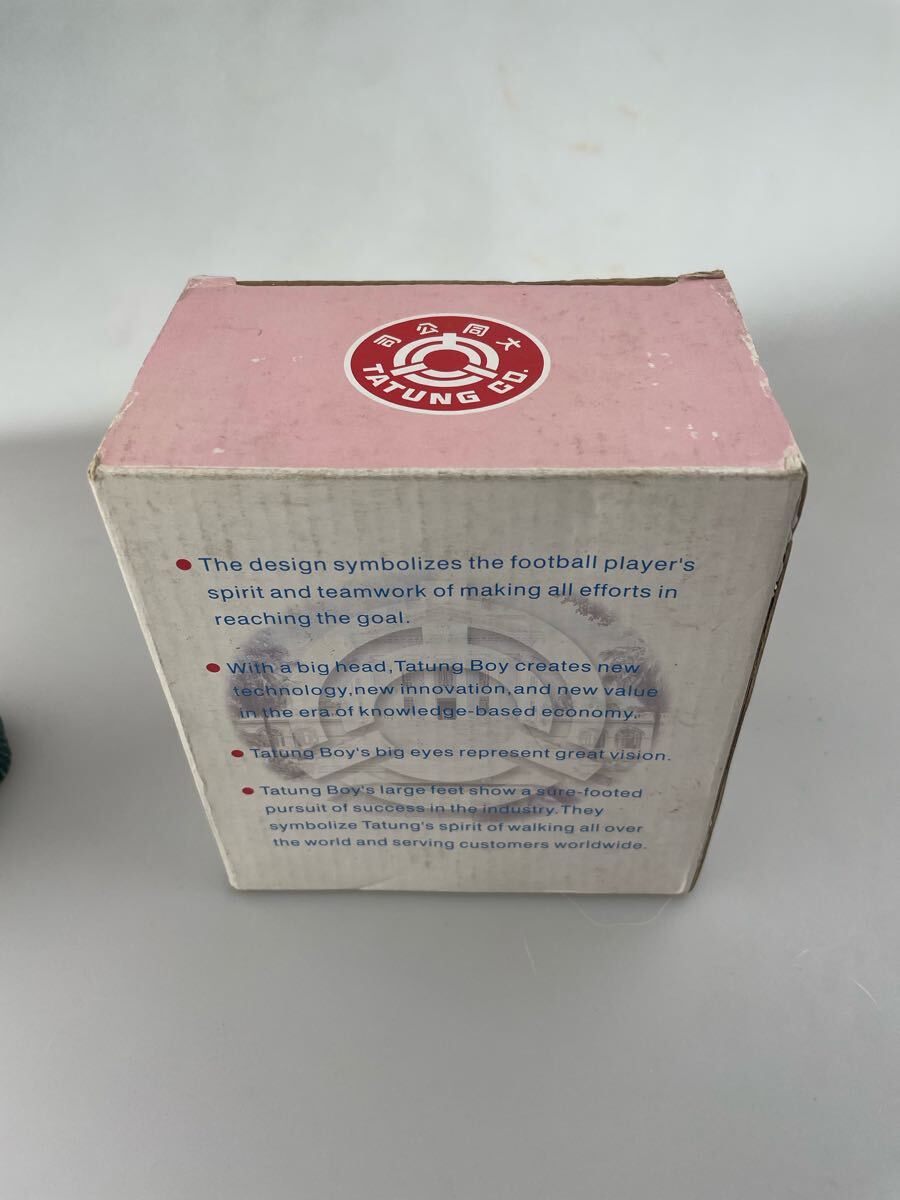 大同公司
TATUNG CO.
● The design symbolizes the football player's
spirit and teamwork of making all efforts in
reaching the goal.
● With a big head,Tatung Boy creates new
technology,new innovation,and new value
in the era of knowledge-based economy.
● Tatung Boy's big eyes represent great vision.
● Tatung Boy's large feet show a sure-footed
pursuit of success in the industry.They
symbolize Tatung's spirit of walking all over
the world and serving customers worldwide.